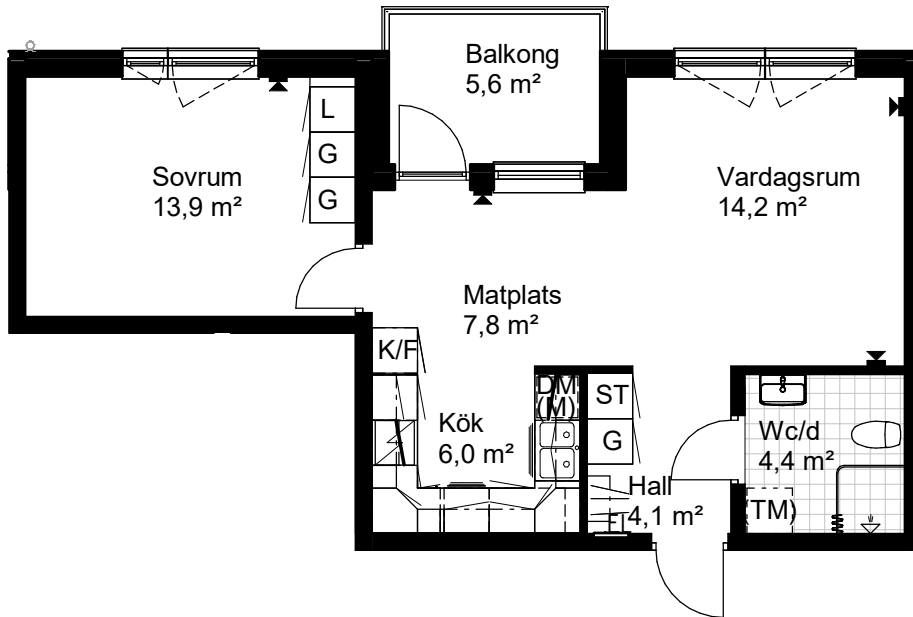 Balkong
5,6 m²
L
G
G
Sovrum
13,9 m²
Vardagsrum
14,2 m²
Matplats
7,8 m²
K/F
DM
(M)
ST
G
Kök
6,0 m²
Wc/d
4,4 m²
Hall
4,1 m²
(TM)